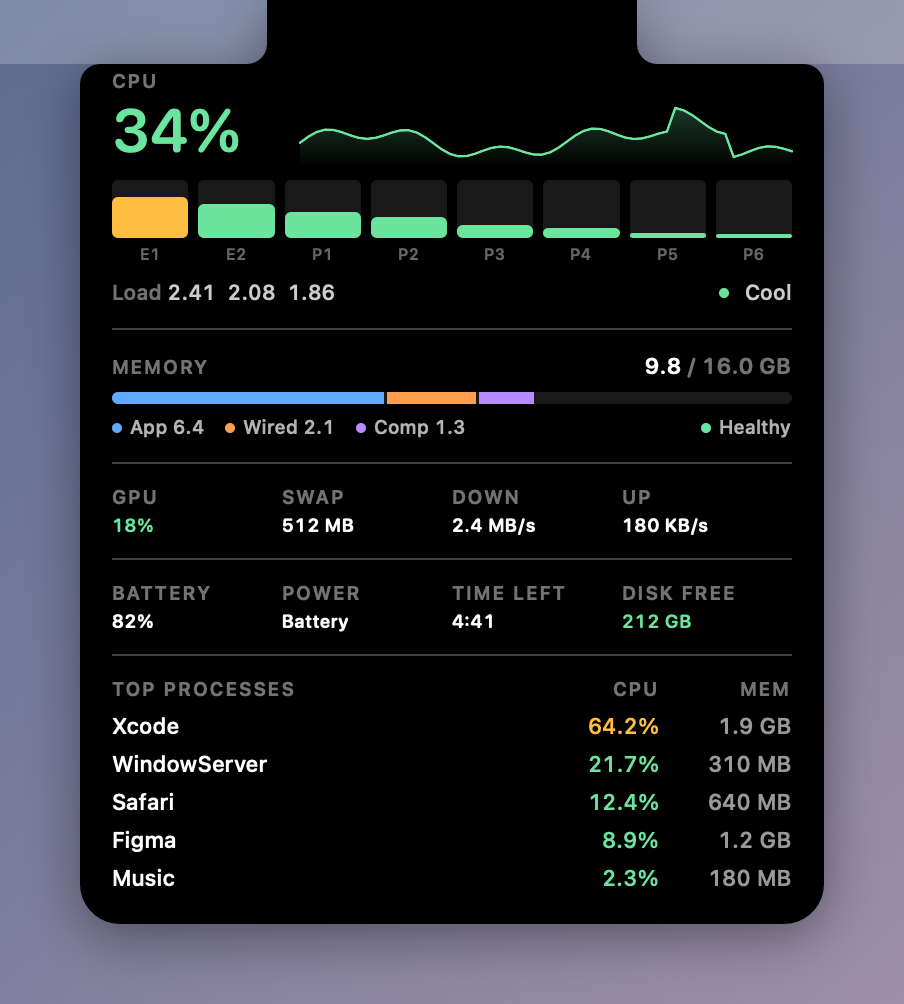 CPU
34%
E1 E2 P1 P2 P3 P4 P5 P6
Load 2.41 2.08 1.86 Cool
MEMORY 9.8 / 16.0 GB
App 6.4 Wired 2.1 Comp 1.3 Healthy
GPU SWAP DOWN UP
18% 512 MB 2.4 MB/s 180 KB/s
BATTERY POWER TIME LEFT DISK FREE
82% Battery 4:41 212 GB
TOP PROCESSES CPU MEM
Xcode 64.2% 1.9 GB
WindowServer 21.7% 310 MB
Safari 12.4% 640 MB
Figma 8.9% 1.2 GB
Music 2.3% 180 MB